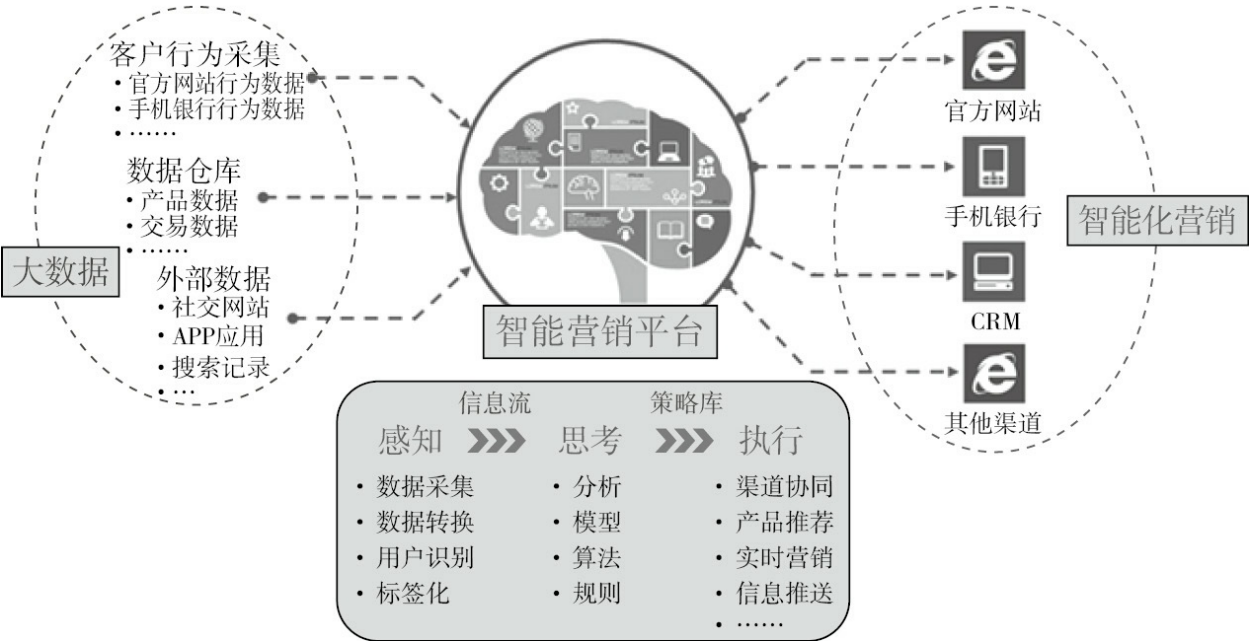 客户行为采集
·官方网站行为数据
·手机银行行为数据
·……
数据仓库
·产品数据
·交易数据
·……
大数据
外部数据
·社交网站
·APP应用
·搜索记录
·…
智能营销平台
官方网站
手机银行
智能化营销
CRM
其他渠道
信息流
策略库
感知
思考
执行
·数据采集
·数据转换
·用户识别
·标签化
·分析
·模型
·算法
·规则
·渠道协同
·产品推荐
·实时营销
·信息推送
·……